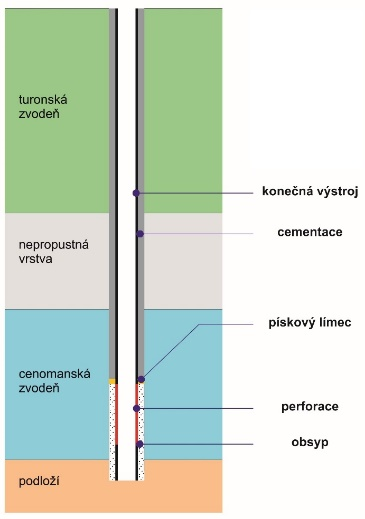 turonská
zvodeň
konečná výstroj
cementace
nepropustná
vrstva
pískový límec
cenomanská
zvodeň
perforace
obsyp
podloží